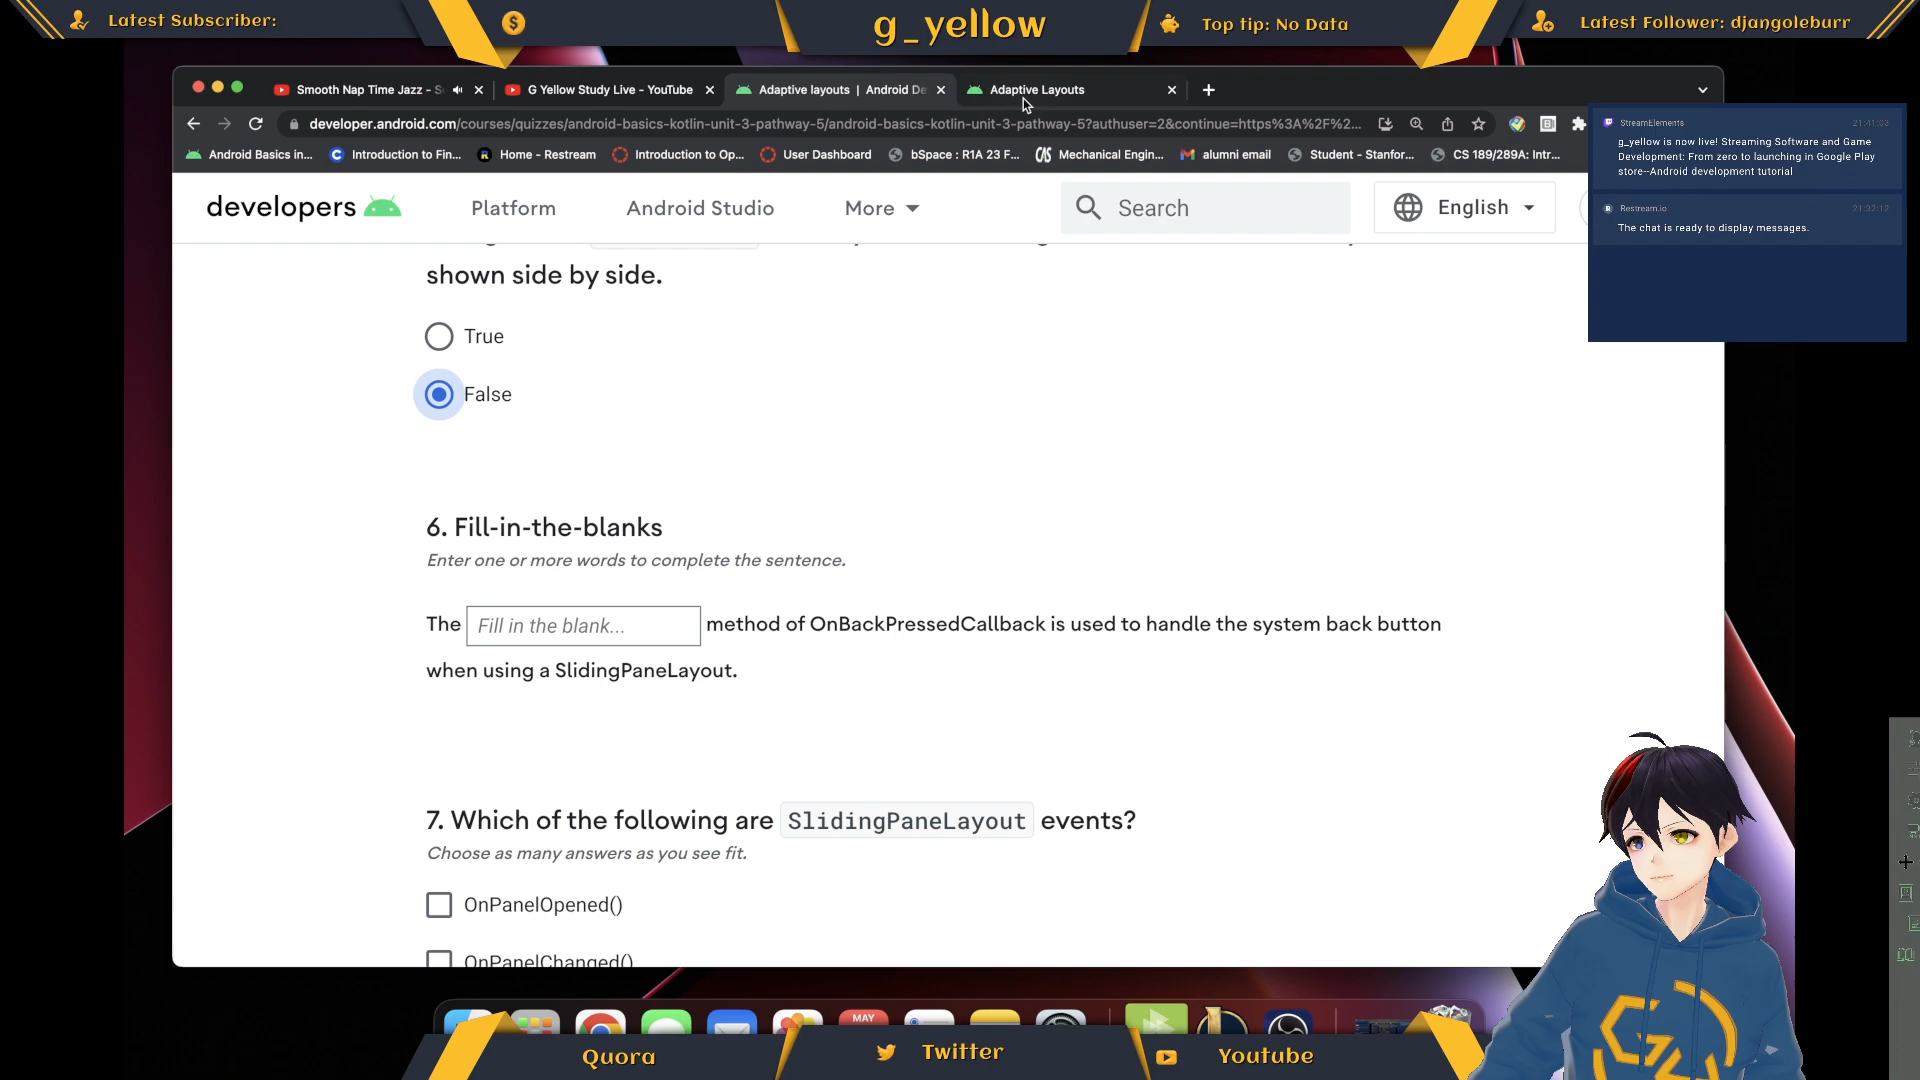 Latest Subscriber:
g_yellow
Top tip: No Data
Latest Follower: djangoleburr
Smooth Nap Time Jazz - S
G Yellow Study Live - YouTube
Adaptive layouts | Android De
Adaptive Layouts
developer.android.com/courses/quizzes/android-basics-kotlin-unit-3-pathway-5/android-basics-kotlin-unit-3-pathway-5?authuser=2&continue=https%3A%2F%2...
Android Basics in...
Introduction to Fin...
Home - Restream
Introduction to Op...
User Dashboard
bSpace : R1A 23 F...
Mechanical Engin...
alumni email
Student - Stanfor...
CS 189/289A: Intr...
StreamElements 21:41:03
g_yellow is now live! Streaming Software and Game
Development: From zero to launching in Google Play
store--Android development tutorial
Restream.io 21:32:12
The chat is ready to display messages.
developers
Platform
Android Studio
More
Search
English
shown side by side.
True
False
6. Fill-in-the-blanks
Enter one or more words to complete the sentence.
The Fill in the blank... method of OnBackPressedCallback is used to handle the system back button
when using a SlidingPaneLayout.
7. Which of the following are SlidingPaneLayout events?
Choose as many answers as you see fit.
OnPanelOpened()
OnPanelChanged()
MAY
Quora
Twitter
Youtube